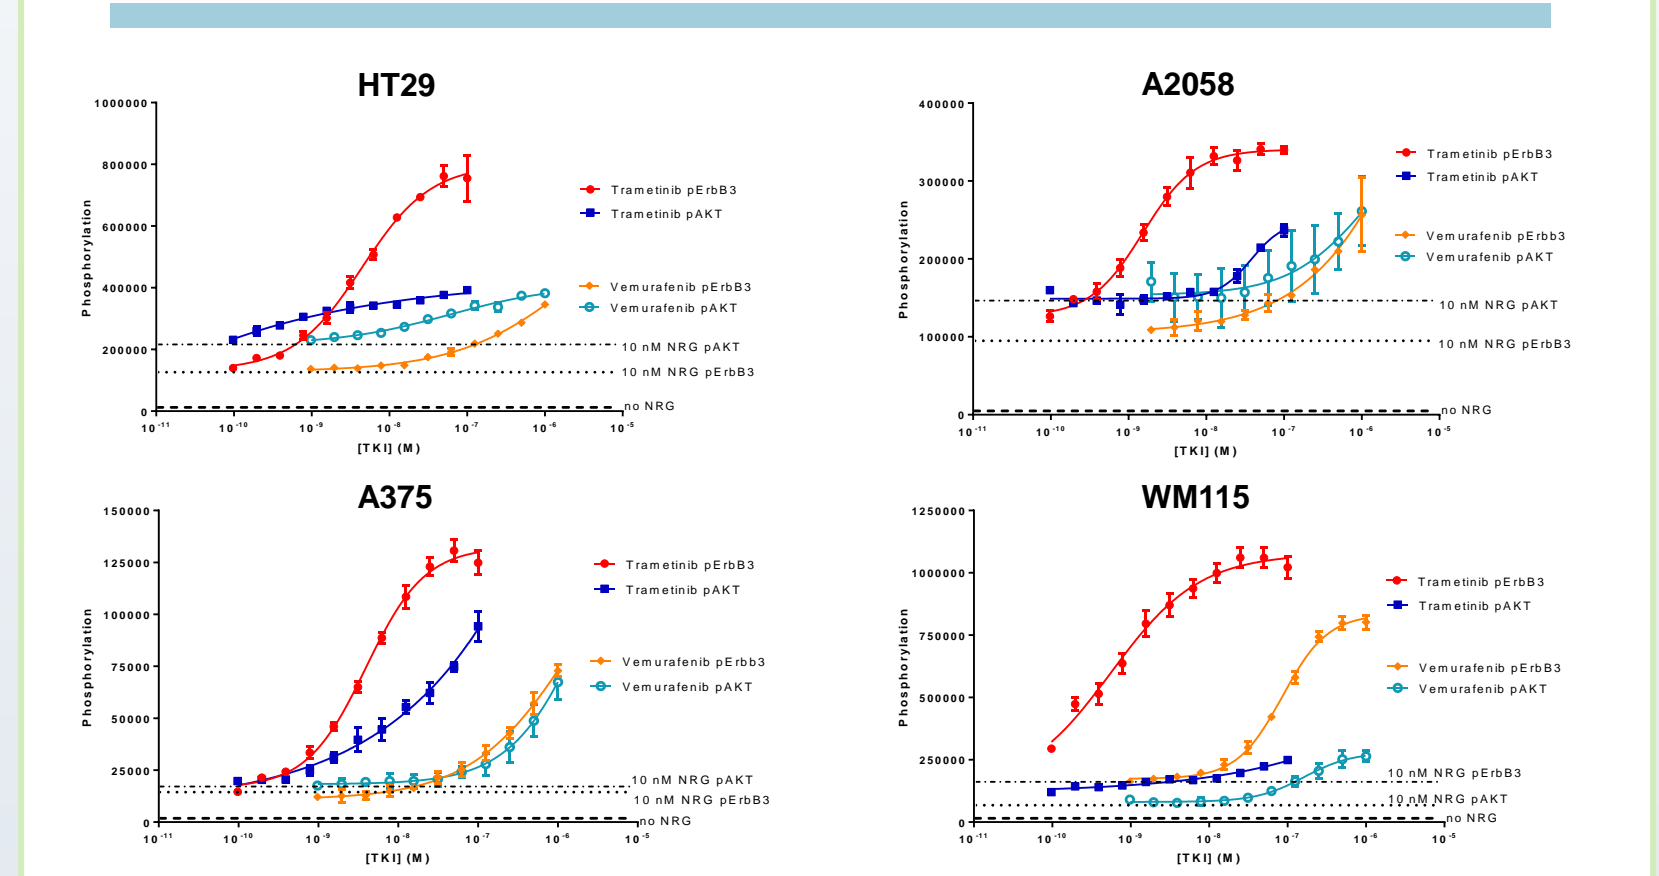 HT29
1000000
800000
600000
400000
200000
0
Phosphorylation
10-11
10-10
10-9
10-8
10-7
10-6
10-5
[TKI] (M)
Trametinib pErbB3
Trametinib pAKT
Vemurafenib pErbB3
Vemurafenib pAKT
10 nM NRG pAKT
10 nM NRG pErbB3
no NRG
A2058
400000
300000
200000
100000
0
Phosphorylation
10-11
10-10
10-9
10-8
10-7
10-6
10-5
[TKI] (M)
Trametinib pErbB3
Trametinib pAKT
Vemurafenib pErbb3
Vemurafenib pAKT
10 nM NRG pAKT
10 nM NRG pErbB3
no NRG
A375
150000
125000
100000
75000
50000
25000
0
Phosphorylation
10-11
10-10
10-9
10-8
10-7
10-6
10-5
[TKI] (M)
Trametinib pErbB3
Trametinib pAKT
Vemurafenib pErbb3
Vemurafenib pAKT
10 nM NRG pAKT
10 nM NRG pErbB3
no NRG
WM115
1250000
1000000
750000
500000
250000
0
Phosphorylation
10-11
10-10
10-9
10-8
10-7
10-6
10-5
[TKI] (M)
Trametinib pErbB3
Trametinib pAKT
Vemurafenib pErbB3
Vemurafenib pAKT
10 nM NRG pErbB3
10 nM NRG pAKT
no NRG